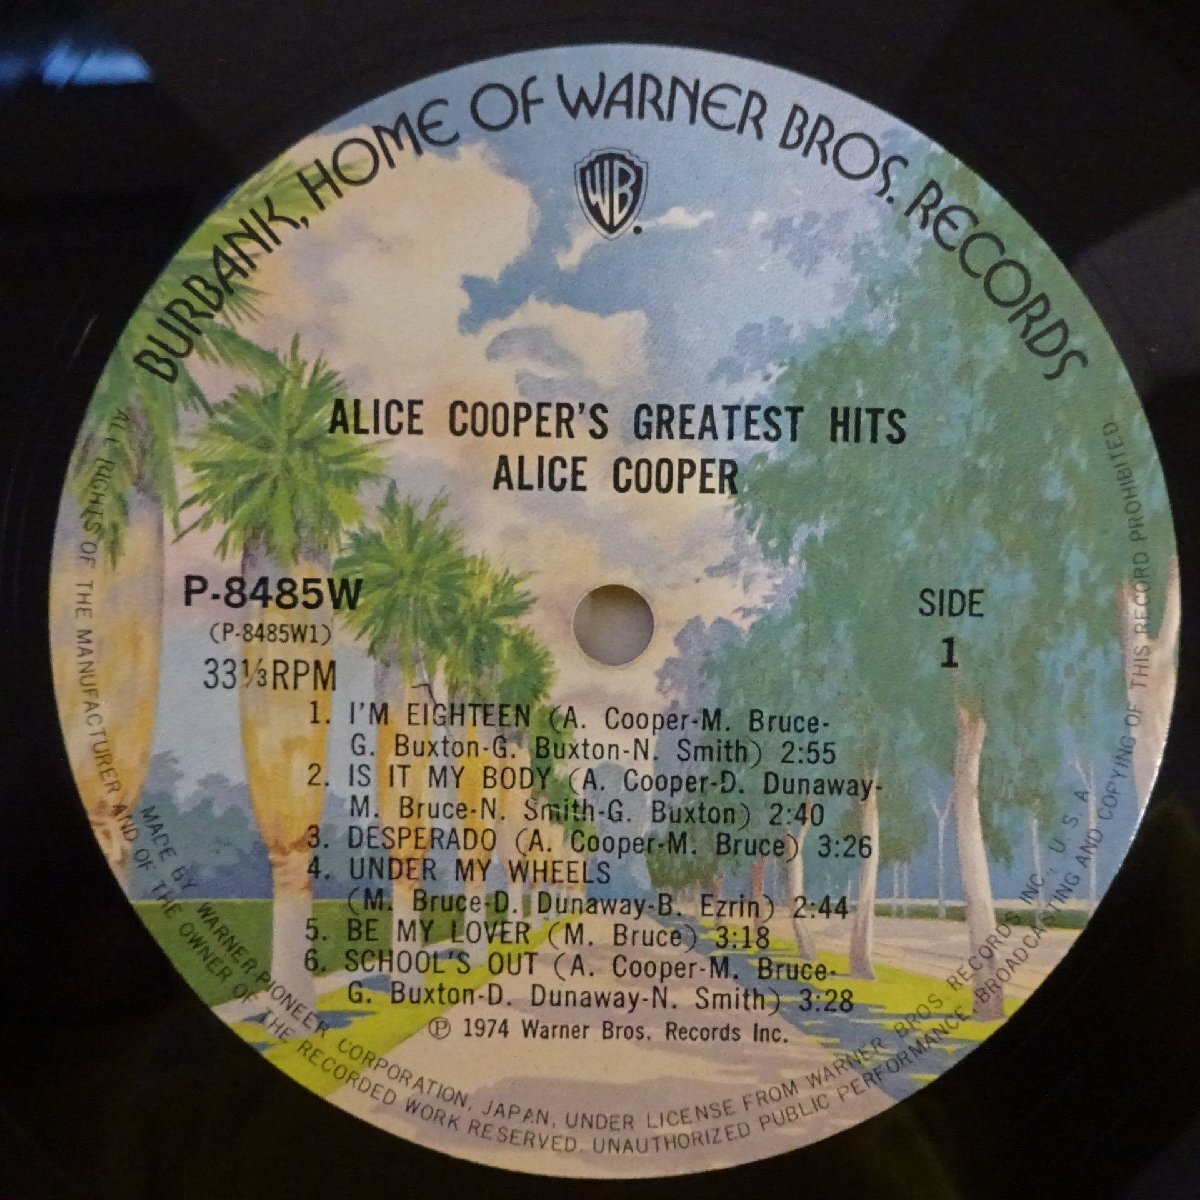 BURBANK, HOME OF WARNER BROS. RECORDS
WB
ALICE COOPER'S GREATEST HITS
ALICE COOPER
P-8485W
(P-8485W1)
33⅓RPM
SIDE
1
1. I'M EIGHTEEN (A. Cooper-M. Bruce-
G. Buxton-G. Buxton-N. Smith) 2:55
2. IS IT MY BODY (A. Cooper-D. Dunaway-
M. Bruce-N. Smith-G. Buxton) 2:40
3. DESPERADO (A. Cooper-M. Bruce) 3:26
4. UNDER MY WHEELS
(M. Bruce-D. Dunaway-B. Ezrin) 2:44
5. BE MY LOVER (M. Bruce) 3:18
6. SCHOOL'S OUT (A. Cooper-M. Bruce-
G. Buxton-D. Dunaway-N. Smith) 3:28
℗ 1974 Warner Bros. Records Inc.
MADE BY WARNER-PIONEER CORPORATION, JAPAN, UNDER LICENSE FROM WARNER BROS RECORDS INC., U. S. A.
ALL RIGHTS OF THE MANUFACTURER AND OF THE OWNER OF THE RECORDED WORK RESERVED. UNAUTHORIZED PUBLIC PERFORMANCE, BROADCASTING AND COPYING OF THIS RECORD PROHIBITED